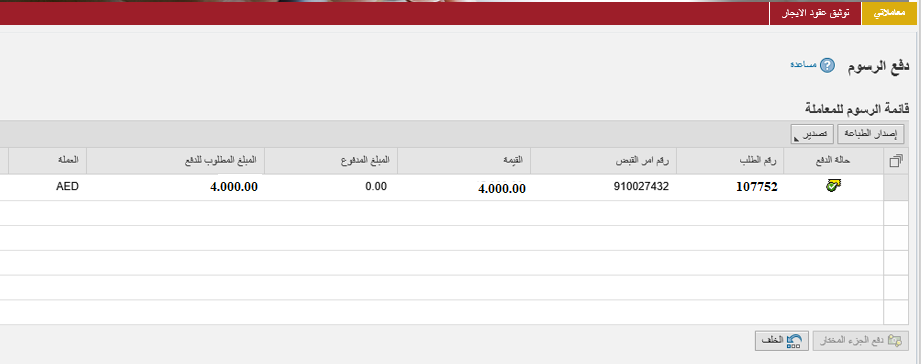 معاملاتي توثيق عقود الايجار
دفع الرسوم ? مساعدة
قائمة الرسوم للمعاملة
إصدار الطباعة تصدير
حالة الدفع رقم الطلب رقم امر القبض القيمة المبلغ المدفوع المبلغ المطلوب للدفع العملة
107752 910027432 4.000.00 0.00 4.000.00 AED
دفع الجزء المختار الخلف